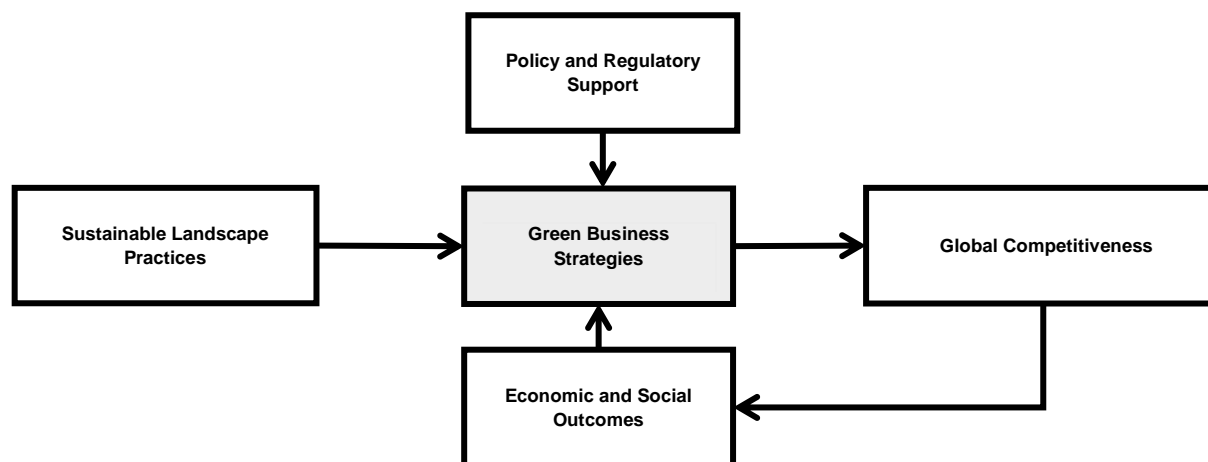 Policy and Regulatory
Support
Sustainable Landscape
Practices
Green Business
Strategies
Global Competitiveness
Economic and Social
Outcomes